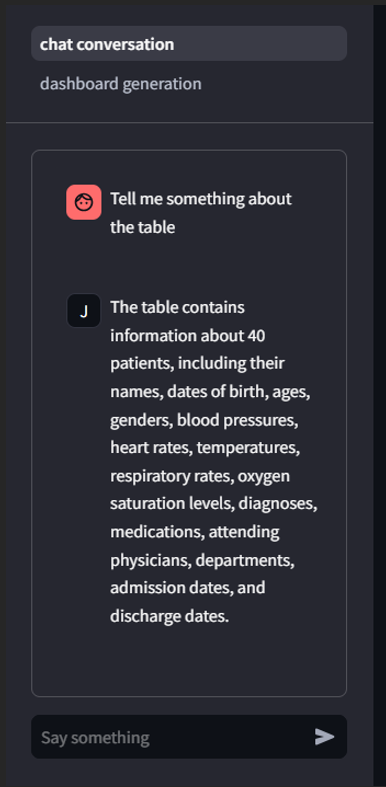 chat conversation
dashboard generation
Tell me something about
the table
J
The table contains
information about 40
patients, including their
names, dates of birth, ages,
genders, blood pressures,
heart rates, temperatures,
respiratory rates, oxygen
saturation levels, diagnoses,
medications, attending
physicians, departments,
admission dates, and
discharge dates.
Say something